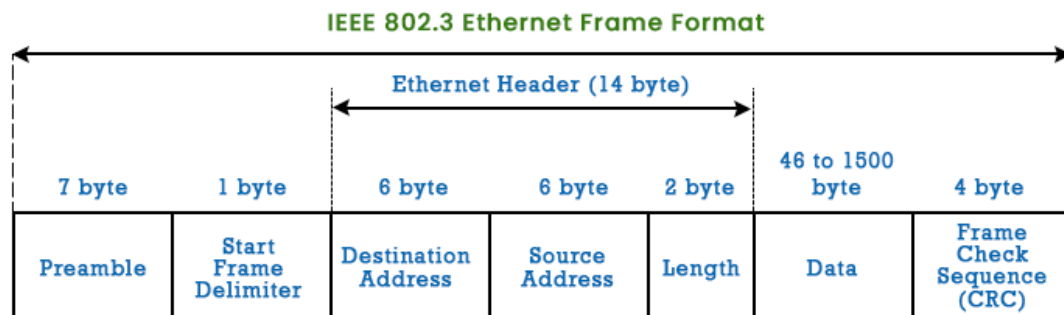 IEEE 802.3 Ethernet Frame Format
Ethernet Header (14 byte)
7 byte
1 byte
6 byte
6 byte
2 byte
46 to 1500
byte
4 byte
Preamble
Start
Frame
Delimiter
Destination
Address
Source
Address
Length
Data
Frame
Check
Sequence
(CRC)